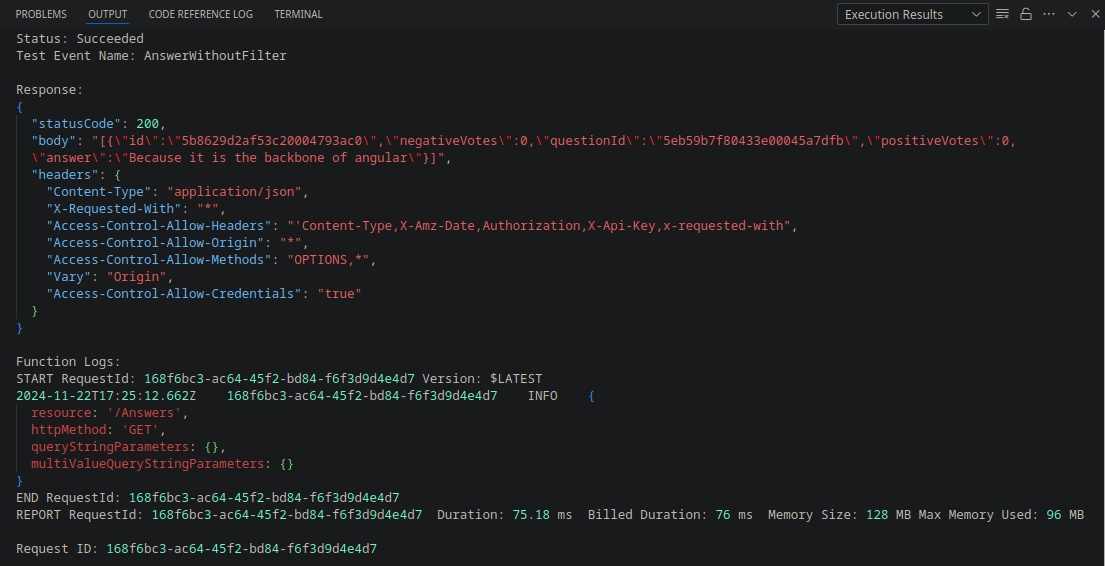 PROBLEMS OUTPUT CODE REFERENCE LOG TERMINAL Execution Results
Status: Succeeded
Test Event Name: AnswerWithoutFilter
Response:
{
"statusCode": 200,
"body": "[{\"id\":\"5b8629d2af53c20004793ac0\",\"negativeVotes\":0,\"questionId\":\"5eb59b7f80433e00045a7dfb\",\"positiveVotes\":0,
\"answer\":\"Because it is the backbone of angular\"}]",
"headers": {
"Content-Type": "application/json",
"X-Requested-With": "*",
"Access-Control-Allow-Headers": "'Content-Type,X-Amz-Date,Authorization,X-Api-Key,x-requested-with",
"Access-Control-Allow-Origin": "*",
"Access-Control-Allow-Methods": "OPTIONS,*",
"Vary": "Origin",
"Access-Control-Allow-Credentials": "true"
}
}
Function Logs:
START RequestId: 168f6bc3-ac64-45f2-bd84-f6f3d9d4e4d7 Version: $LATEST
2024-11-22T17:25:12.662Z 168f6bc3-ac64-45f2-bd84-f6f3d9d4e4d7 INFO {
resource: '/Answers',
httpMethod: 'GET',
queryStringParameters: {},
multiValueQueryStringParameters: {}
}
END RequestId: 168f6bc3-ac64-45f2-bd84-f6f3d9d4e4d7
REPORT RequestId: 168f6bc3-ac64-45f2-bd84-f6f3d9d4e4d7 Duration: 75.18 ms Billed Duration: 76 ms Memory Size: 128 MB Max Memory Used: 96 MB
Request ID: 168f6bc3-ac64-45f2-bd84-f6f3d9d4e4d7